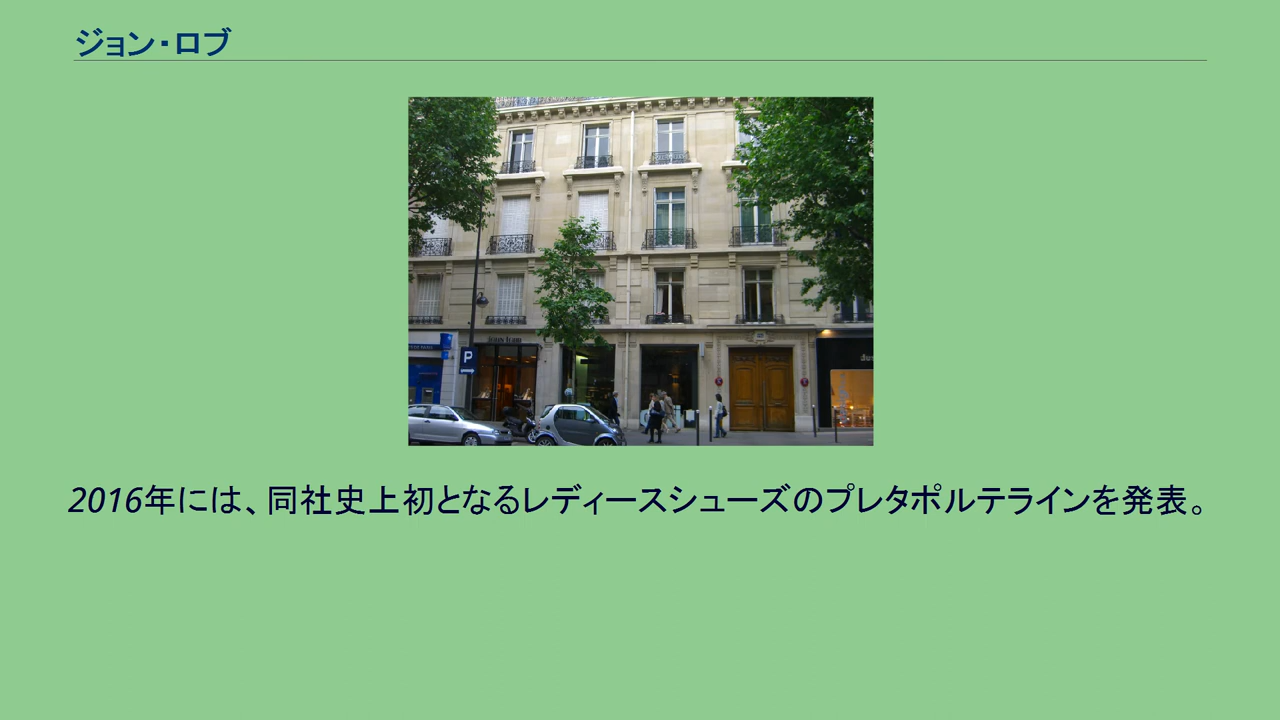 ジョン・ロブ
P
2016年には、同社史上初となるレディースシューズのプレタポルテラインを発表。